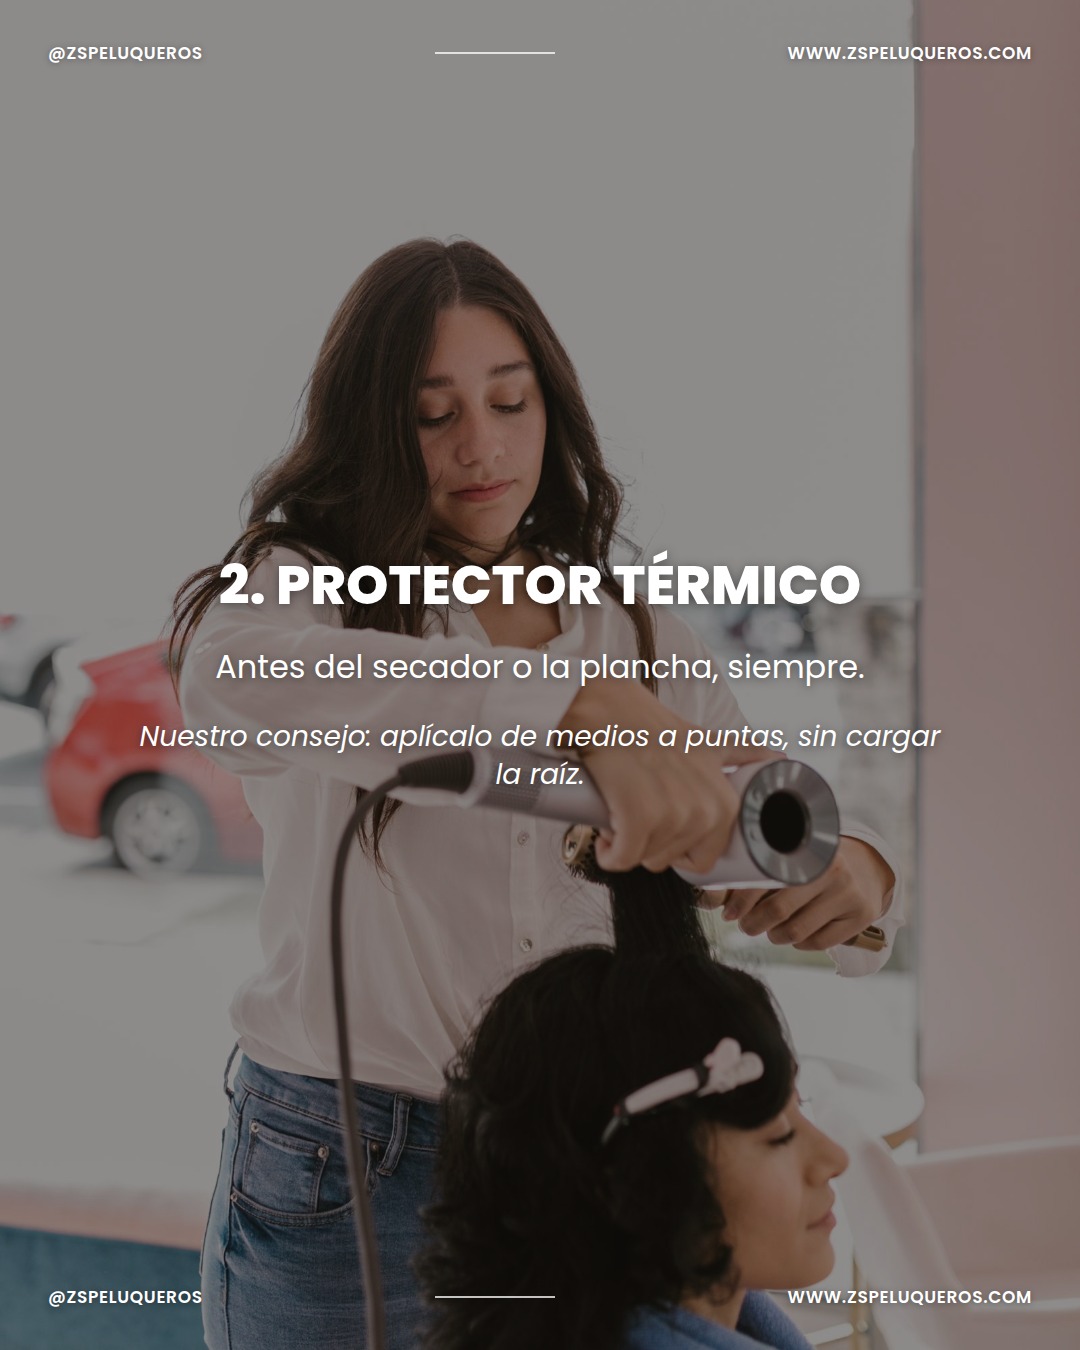 @ZSPELUQUEROS
WWW.ZSPELUQUEROS.COM
2. PROTECTOR TÉRMICO
Antes del secador o la plancha, siempre.
Nuestro consejo: aplícalo de medios a puntas, sin cargar
la raíz.
@ZSPELUQUEROS
WWW.ZSPELUQUEROS.COM